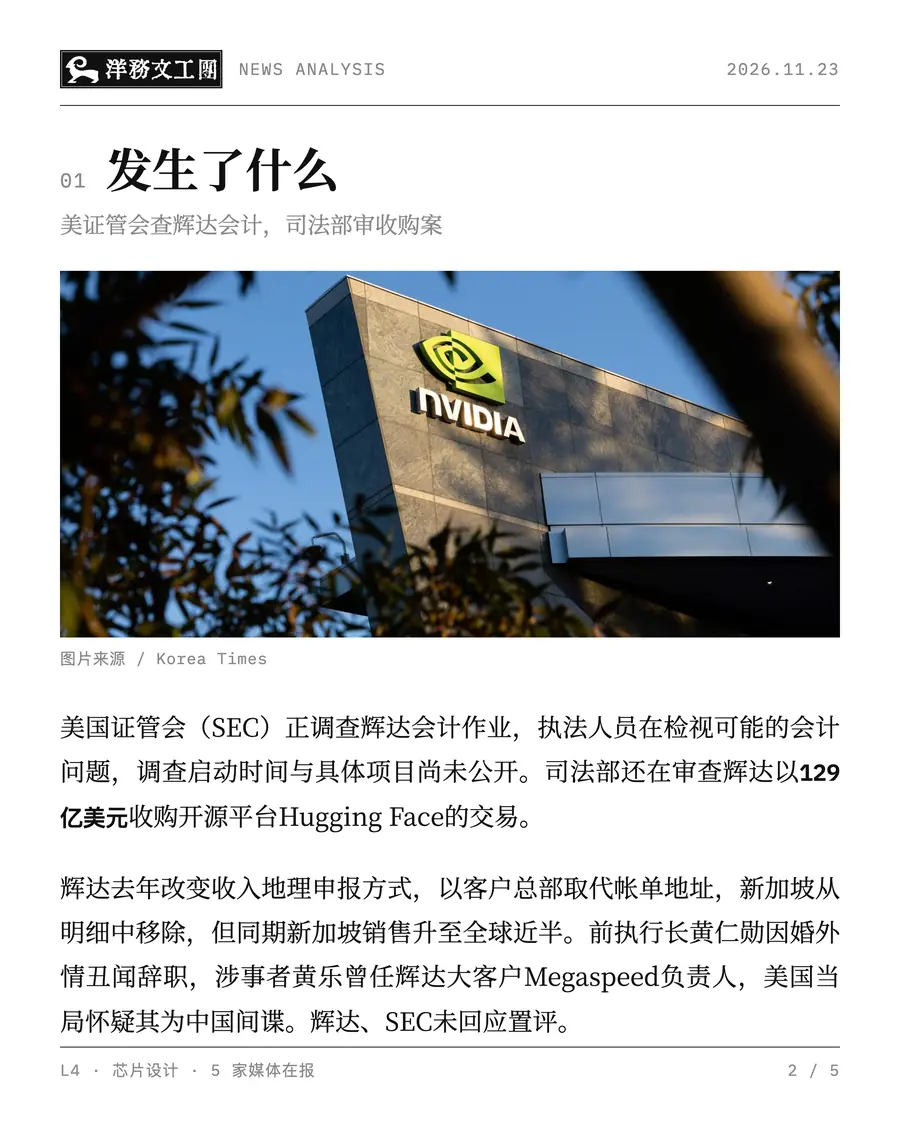 洋務文工團 NEWS ANALYSIS 2026.11.23
01 发生了什么
美证管会查辉达会计，司法部审收购案
NVIDIA
图片来源 / Korea Times
美国证管会（SEC）正调查辉达会计作业，执法人员在检视可能的会计
问题，调查启动时间与具体项目尚未公开。司法部还在审查辉达以129
亿美元收购开源平台Hugging Face的交易。
辉达去年改变收入地理申报方式，以客户总部取代帐单地址，新加坡从
明细中移除，但同期新加坡销售升至全球近半。前执行长黄仁勋因婚外
情丑闻辞职，涉事者黄乐曾任辉达大客户Megaspeed负责人，美国当
局怀疑其为中国间谍。辉达、SEC未回应置评。
L4 · 芯片设计 · 5 家媒体在报 2 / 5